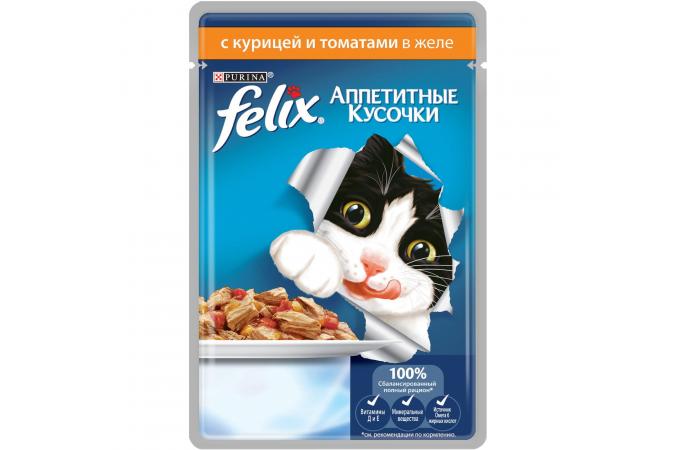 с курицей и томатами в желе
PURINA®
felix®
Аппетитные
Кусочки
100%
Сбалансированный
полный рацион*
Витамины
Д и Е
Минеральные
вещества
Источник
Омега 6
жирных кислот
*см. рекомендации по кормлению.